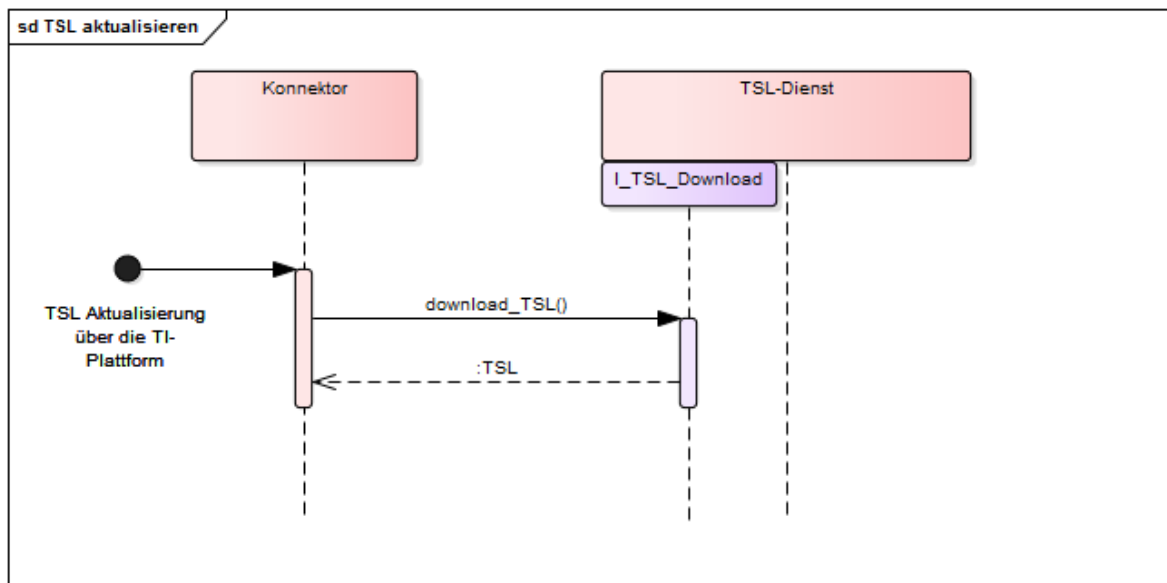 sd TSL aktualisieren
Konnektor
TSL-Dienst
I_TSL_Download
TSL Aktualisierung
über die TI-
Plattform
download_TSL()
:TSL